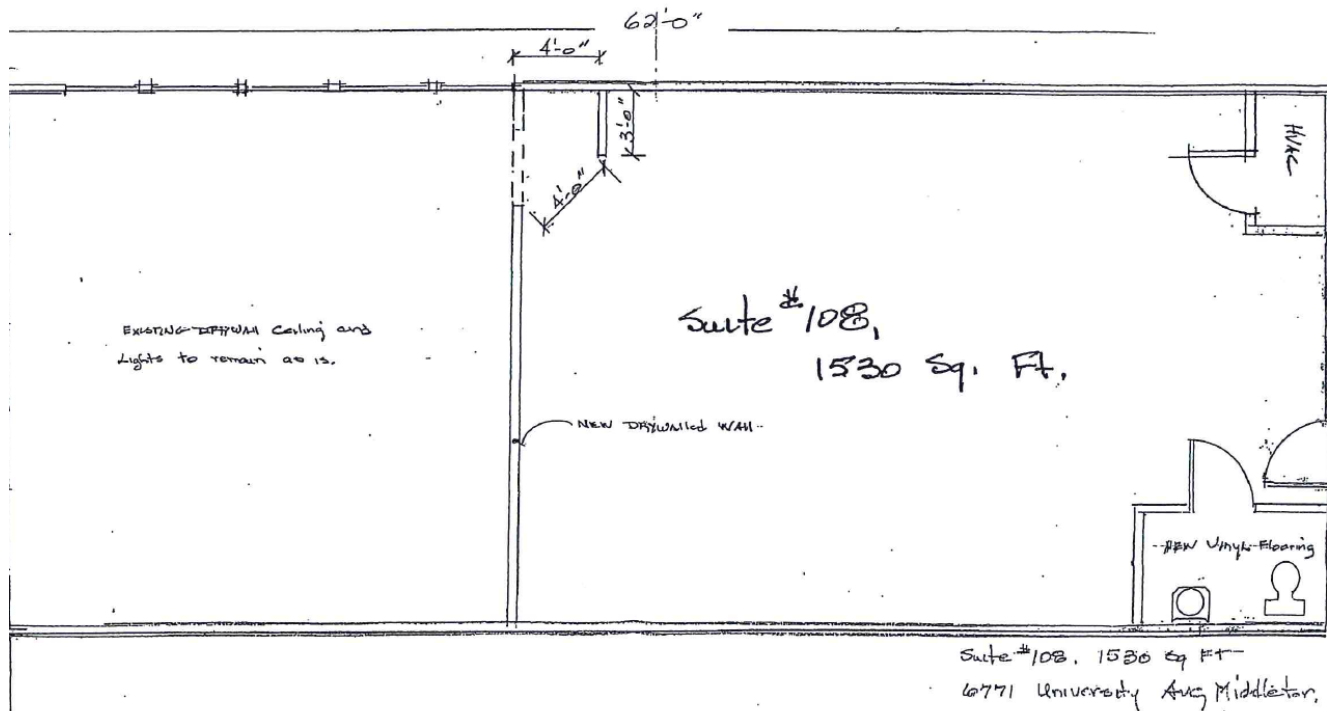 62'-0"
4'-0"
3'-0"
4'-0"
HVAC
Suite #108,
1530 Sq. Ft.
EXISTING DRYWALL Ceiling and
Lights to remain as is.
NEW DRYWALLED WALL
NEW Vinyl Flooring
Suite #108, 1530 Sq Ft
6771 University Ave, Middleton,